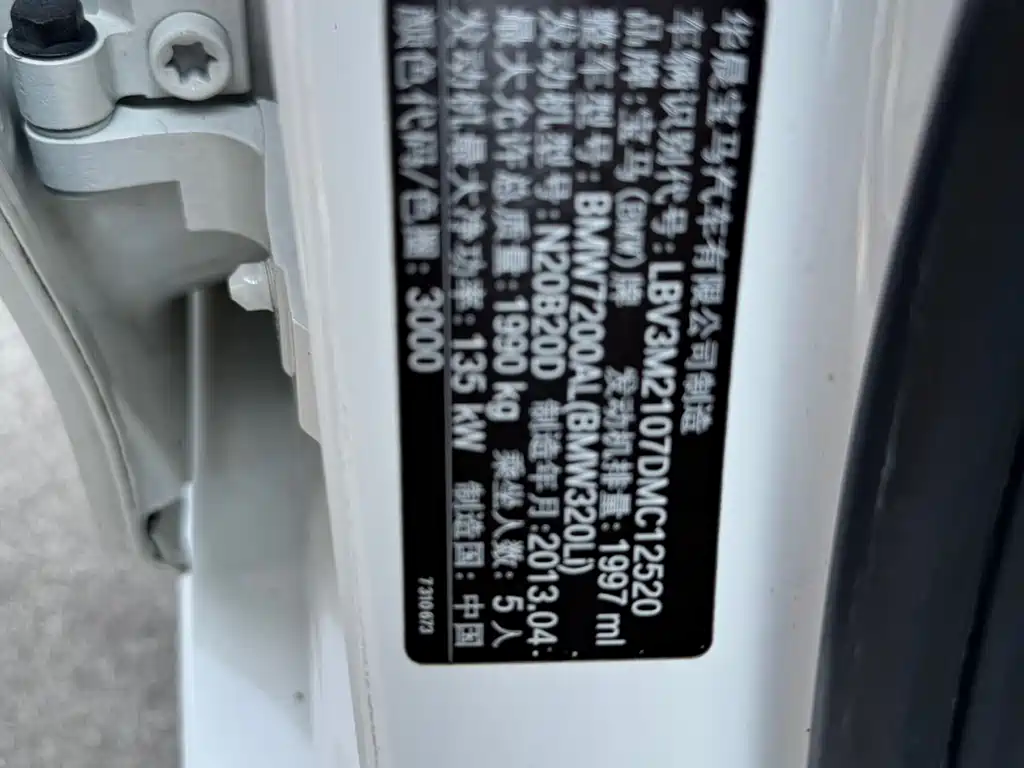 华晨宝马汽车有限公司制造
车辆识别代号: LBV3M2107DMC12520
品牌: 宝马(BMW)牌 发动机排量: 1997 ml
整车型号: BMW7200AL(BMW320Li)
发动机型号: N20B20D 制造年月: 2013.04
最大允许总质量: 1990 kg 乘坐人数: 5人
发动机最大净功率: 135 kW 制造国: 中国
颜色代码/色圈: 3000
7310673